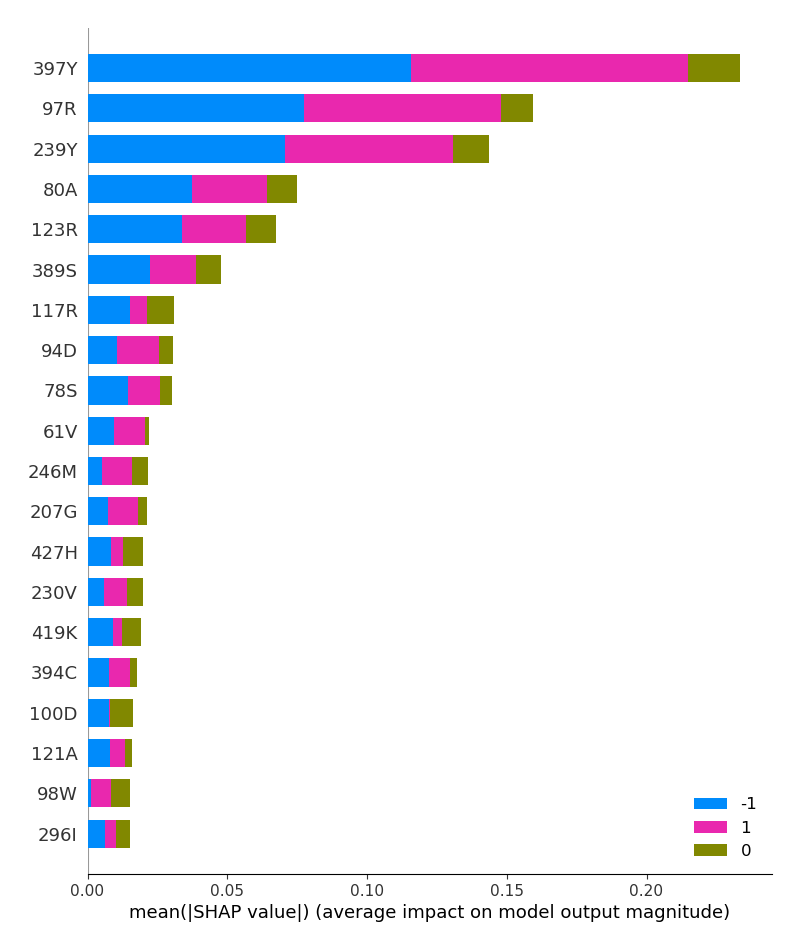 397Y
97R
239Y
80A
123R
389S
117R
94D
78S
61V
246M
207G
427H
230V
419K
394C
100D
121A
98W
296I
-1
1
0
0.00 0.05 0.10 0.15 0.20
mean(|SHAP value|) (average impact on model output magnitude)